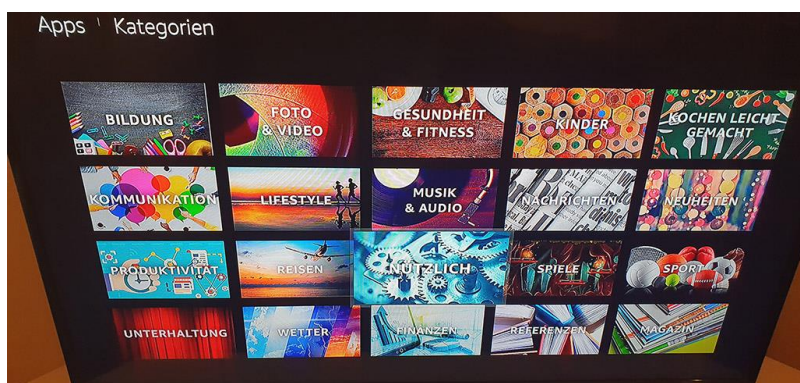 Apps | Kategorien
BILDUNG
FOTO
& VIDEO
GESUNDHEIT
& FITNESS
KINDER
KOCHEN LEICHT
GEMACHT
KOMMUNIKATION
LIFESTYLE
MUSIK
& AUDIO
NACHRICHTEN
NEUHEITEN
PRODUKTIVITÄT
REISEN
NÜTZLICH
SPIELE
SPORT
UNTERHALTUNG
WETTER
FINANZEN
REFERENZEN
MAGAZIN